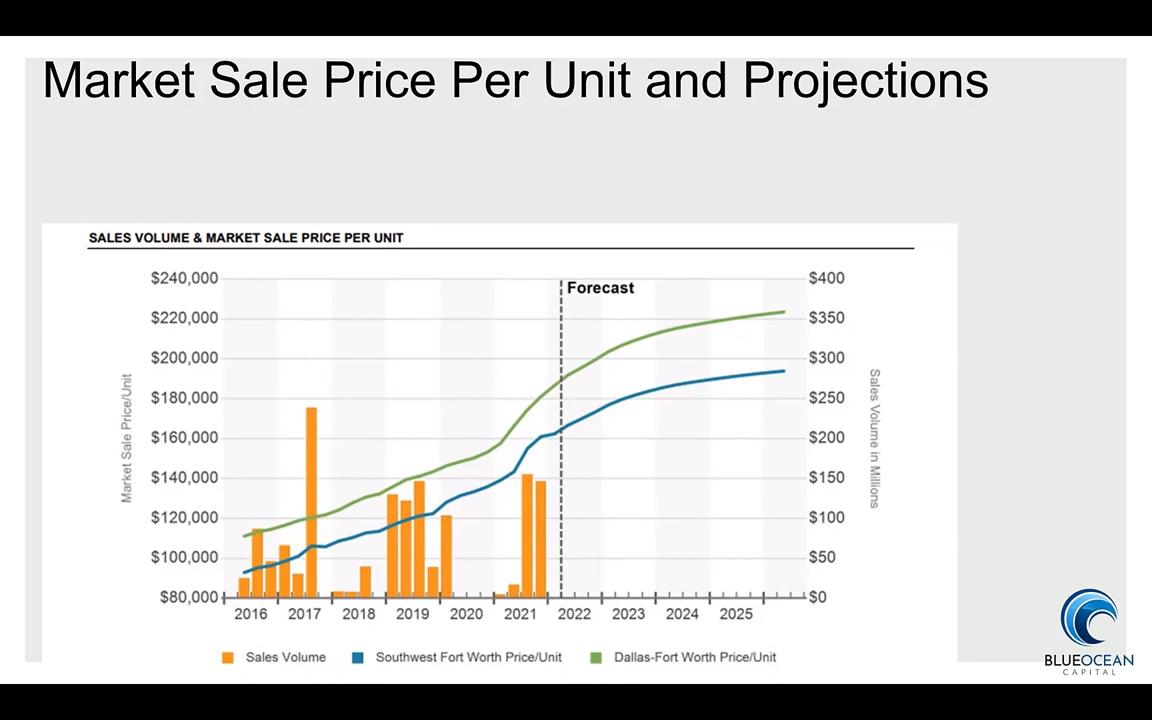 Market Sale Price Per Unit and Projections
SALES VOLUME & MARKET SALE PRICE PER UNIT
$240,000
$220,000
$200,000
$180,000
$160,000
$140,000
$120,000
$100,000
$80,000
Market Sale Price/Unit
Forecast
$400
$350
$300
$250
$200
$150
$100
$50
$0
Sales Volume in Millions
2016 2017 2018 2019 2020 2021 2022 2023 2024 2025
Sales Volume Southwest Fort Worth Price/Unit Dallas-Fort Worth Price/Unit
BLUEOCEAN
CAPITAL